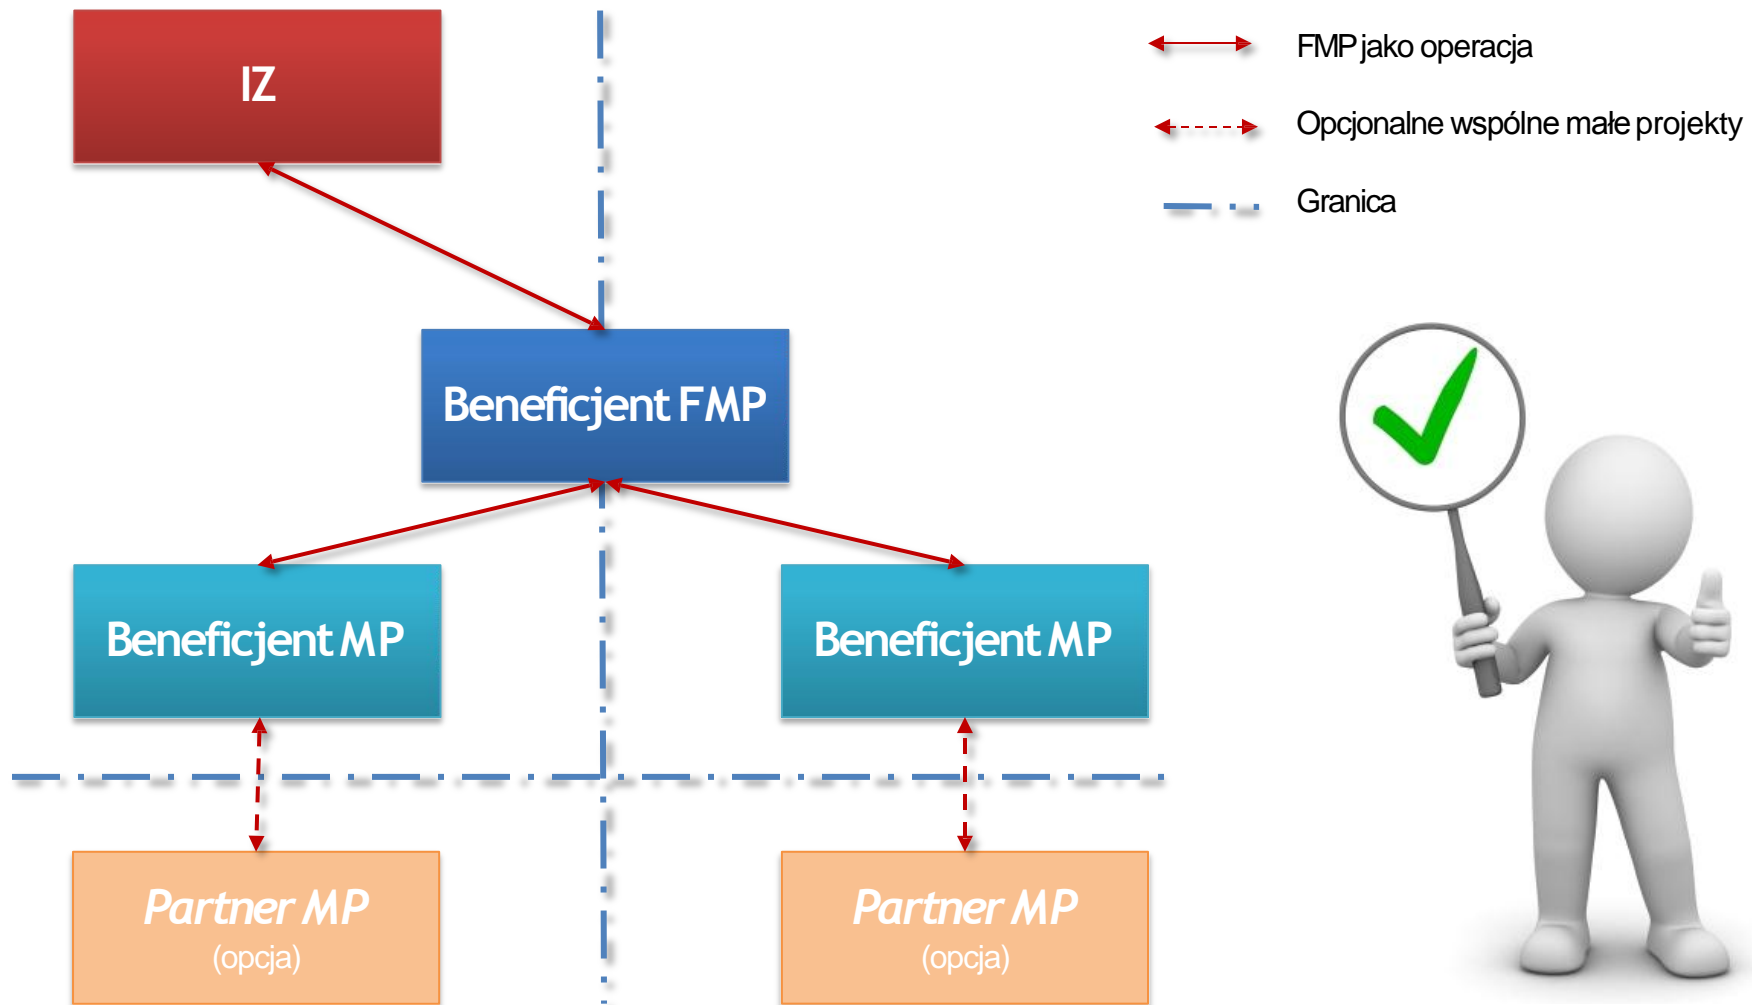 IZ
FMP jako operacja
Opcjonalne wspólne małe projekty
Granica
Beneficjent FMP
Beneficjent MP
Beneficjent MP
Partner MP
(opcja)
Partner MP
(opcja)